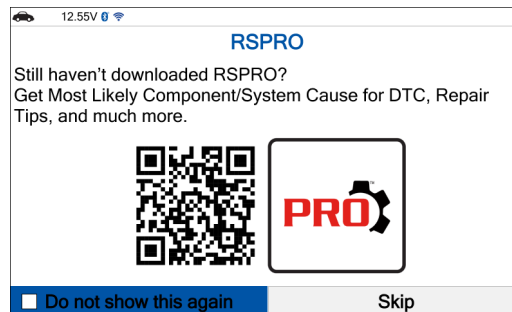 12.55V
RSPRO
Still haven't downloaded RSPRO?
Get Most Likely Component/System Cause for DTC, Repair
Tips, and much more.
PRO
Do not show this again
Skip